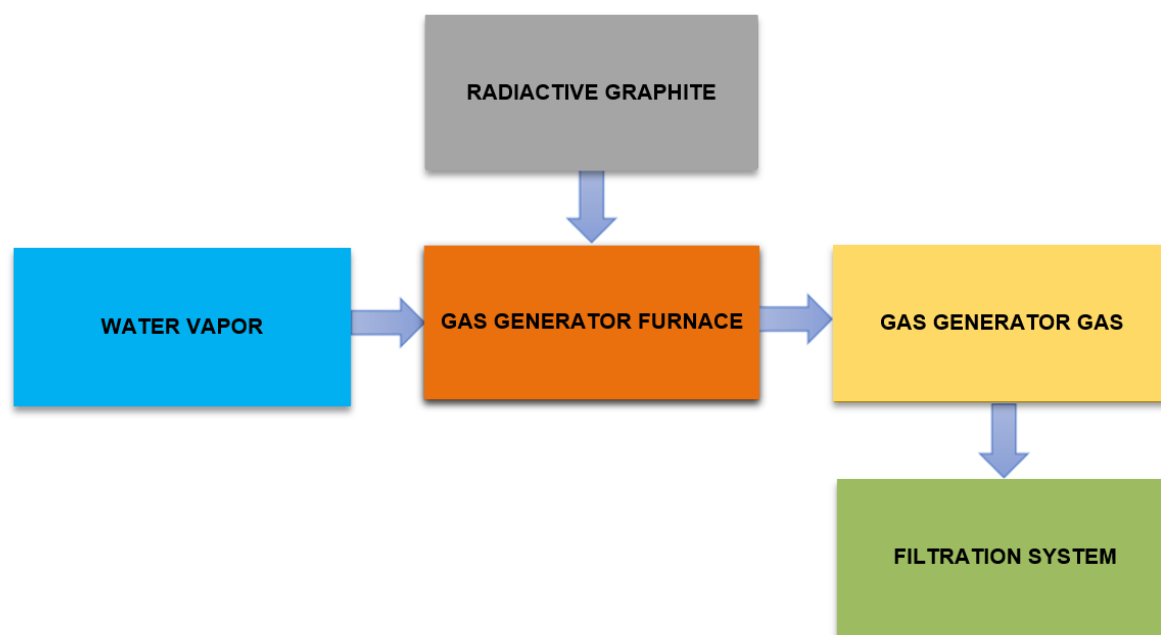 RADIACTIVE GRAPHITE
WATER VAPOR
GAS GENERATOR FURNACE
GAS GENERATOR GAS
FILTRATION SYSTEM